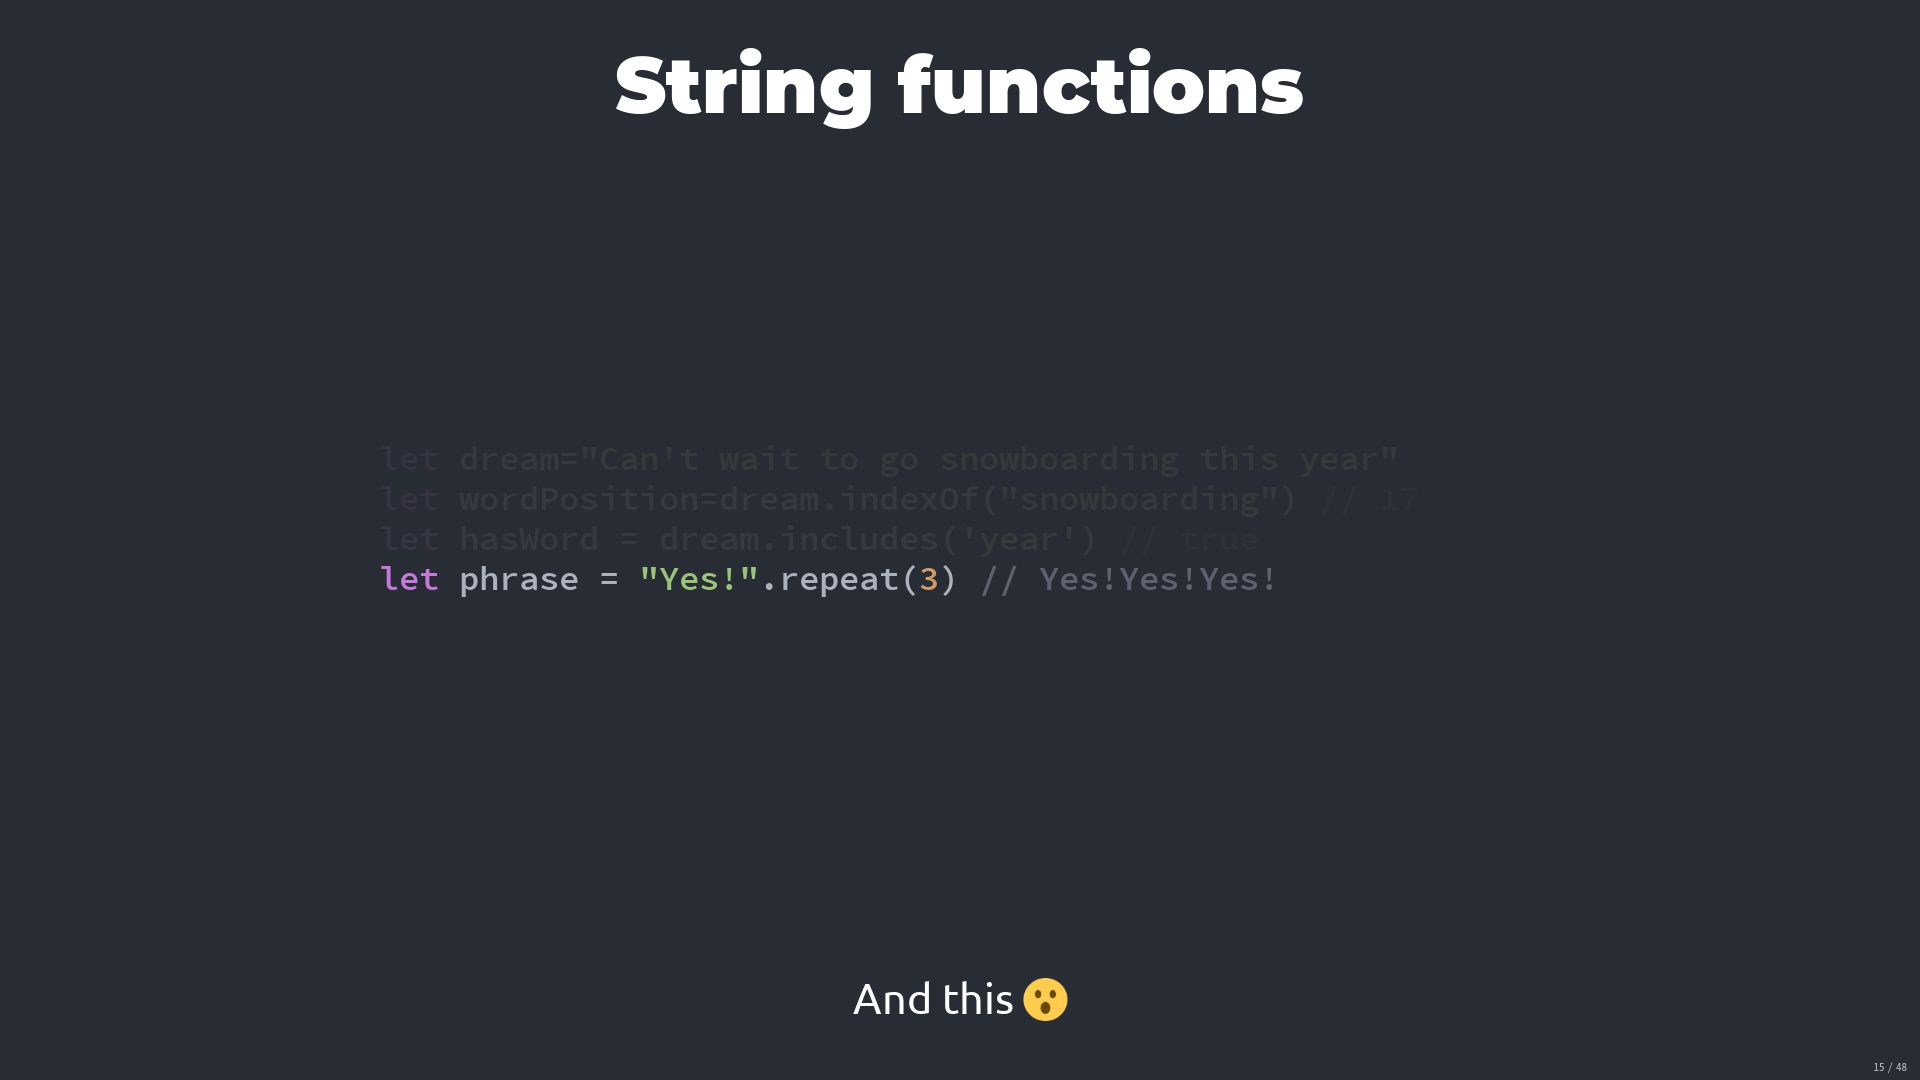 String functions
let dream="Can't wait to go snowboarding this year"
let wordPosition=dream.indexOf("snowboarding") // 17
let hasWord = dream.includes('year') // true
let phrase = "Yes!".repeat(3) // Yes!Yes!Yes!
And this 😮
15 / 48